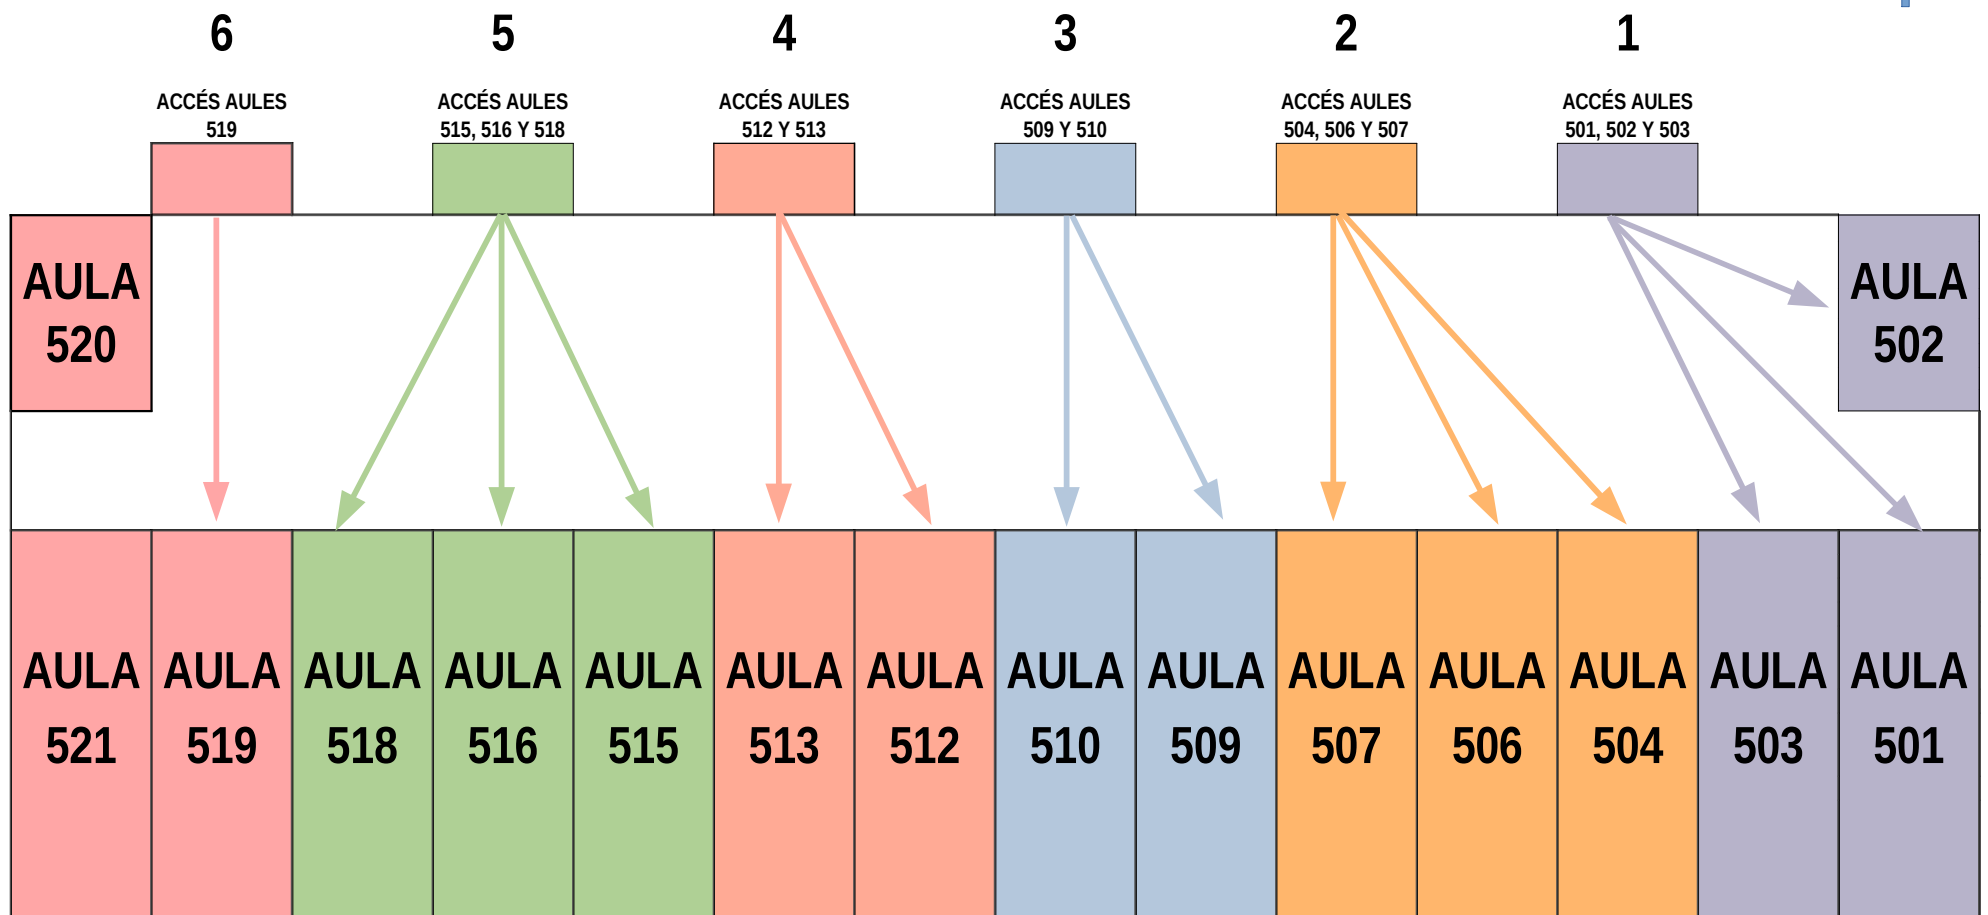 6 5 4 3 2 1
ACCÉS AULES
519
ACCÉS AULES
515, 516 Y 518
ACCÉS AULES
512 Y 513
ACCÉS AULES
509 Y 510
ACCÉS AULES
504, 506 Y 507
ACCÉS AULES
501, 502 Y 503
AULA
520
AULA
502
AULA
521
AULA
519
AULA
518
AULA
516
AULA
515
AULA
513
AULA
512
AULA
510
AULA
509
AULA
507
AULA
506
AULA
504
AULA
503
AULA
501